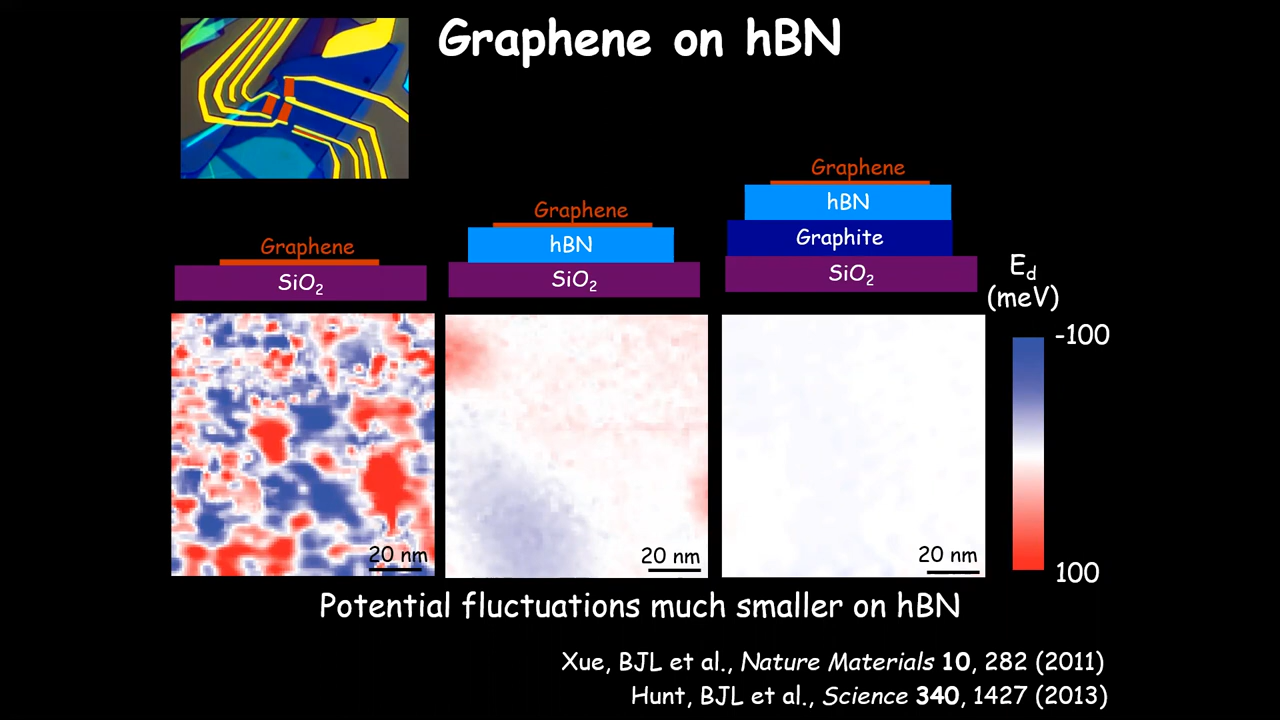 Graphene on hBN
Graphene
SiO₂
Graphene
hBN
SiO₂
Graphene
hBN
Graphite
SiO₂
E_d
(meV)
-100
100
20 nm
20 nm
20 nm
Potential fluctuations much smaller on hBN
Xue, BJL et al., Nature Materials 10, 282 (2011)
Hunt, BJL et al., Science 340, 1427 (2013)